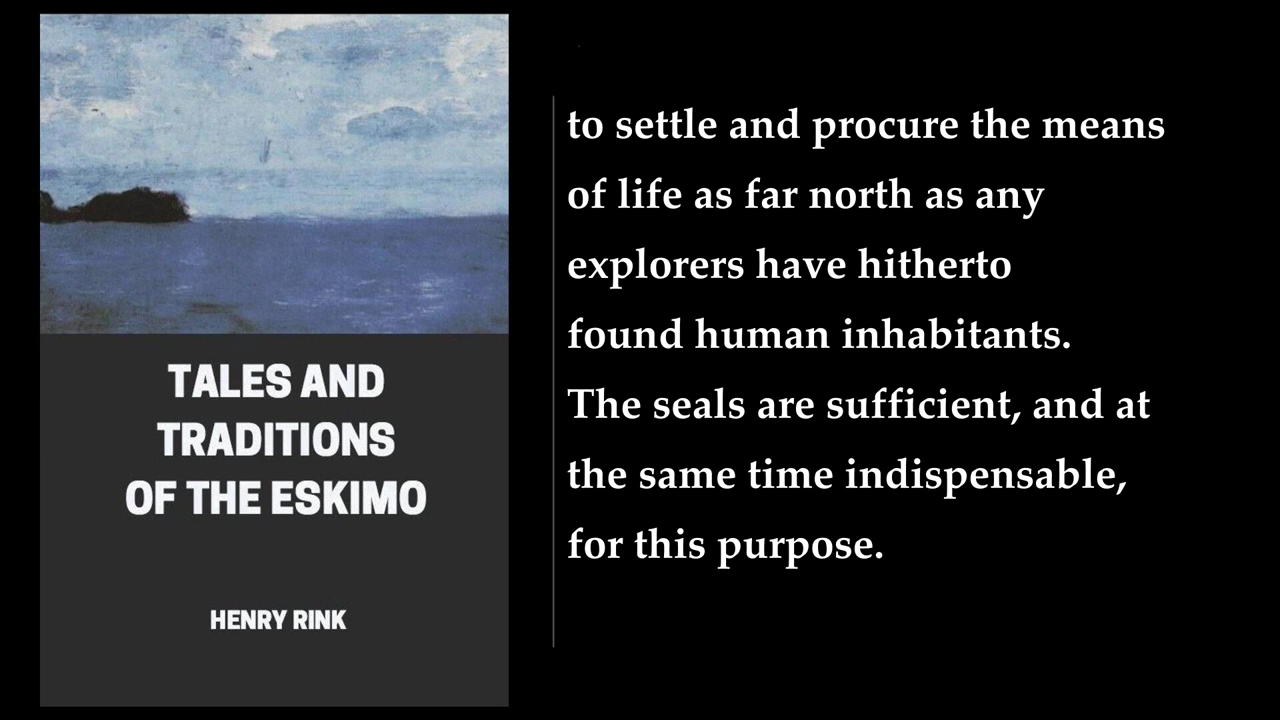 TALES AND
TRADITIONS
OF THE ESKIMO
HENRY RINK
to settle and procure the means
of life as far north as any
explorers have hitherto
found human inhabitants.
The seals are sufficient, and at
the same time indispensable,
for this purpose.